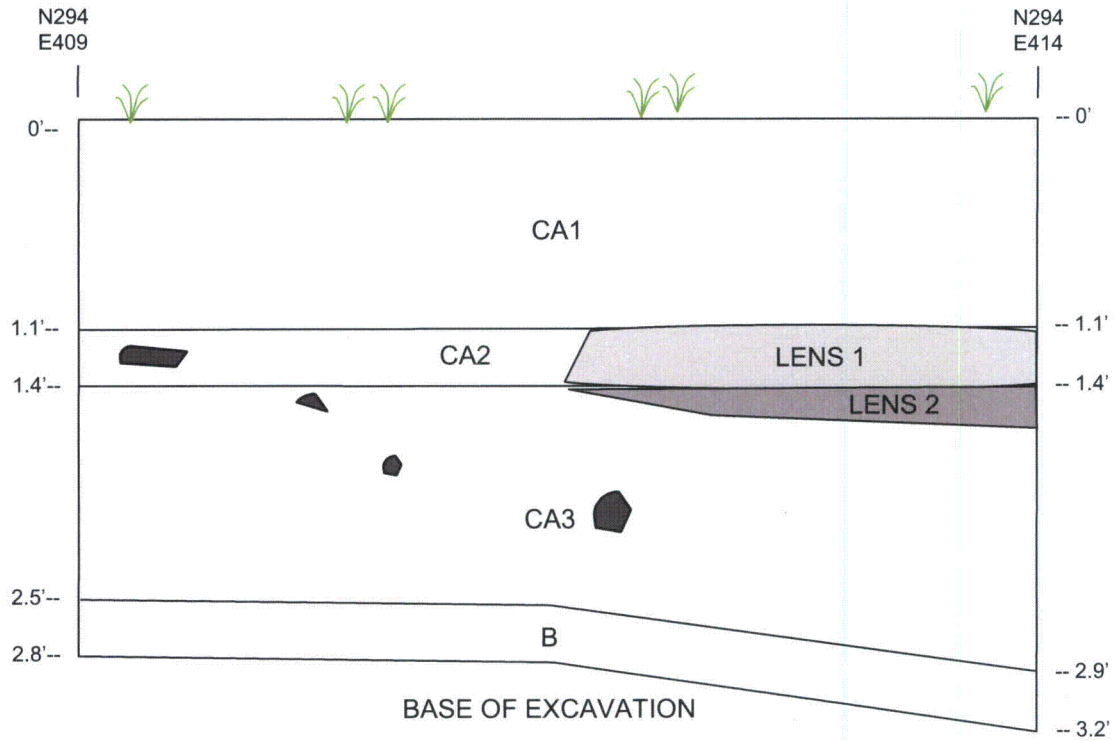 N294
E409
N294
E414
0'--
-- 0'
CA1
1.1'--
-- 1.1'
CA2
LENS 1
1.4'--
-- 1.4'
LENS 2
CA3
2.5'--
B
2.8'--
-- 2.9'
BASE OF EXCAVATION
-- 3.2'